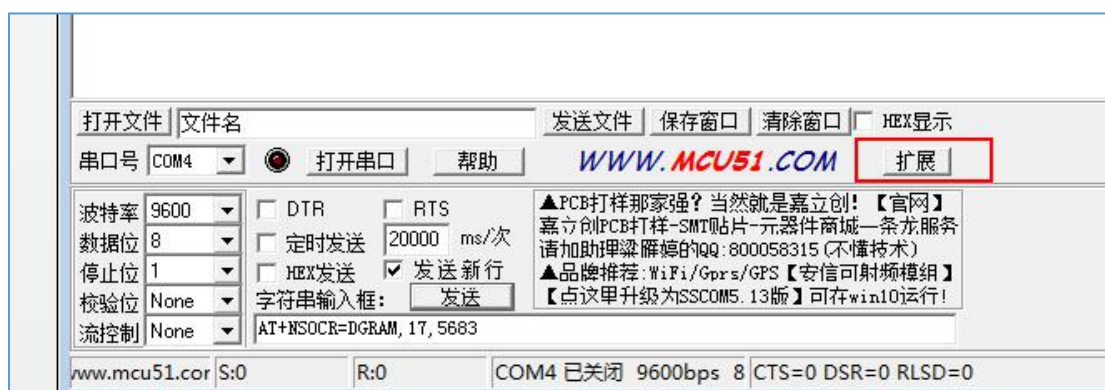 打开文件 文件名 发送文件 保存窗口 清除窗口 HEX显示
串口号 COM4 打开串口 帮助 WWW.MCU51.COM 扩展
波特率 9600 DTR RTS ▲PCB打样那家强？当然就是嘉立创！【官网】
数据位 8 定时发送 20000 ms/次 嘉立创PCB打样-SMT贴片-元器件商城—条龙服务
停止位 1 HEX发送 发送新行 请加助理梁雁婷的QQ:800058315(不懂技术)
校验位 None 字符串输入框： 发送 ▲品牌推荐:WiFi/Gprs/GPS【安信可射频模组】
流控制 None AT+NSOCR=DGRAM,17,5683 【点这里升级为SSCOM5.13版】可在win10运行！
www.mcu51.cor S:0 R:0 COM4 已关闭 9600bps 8 CTS=0 DSR=0 RLSD=0